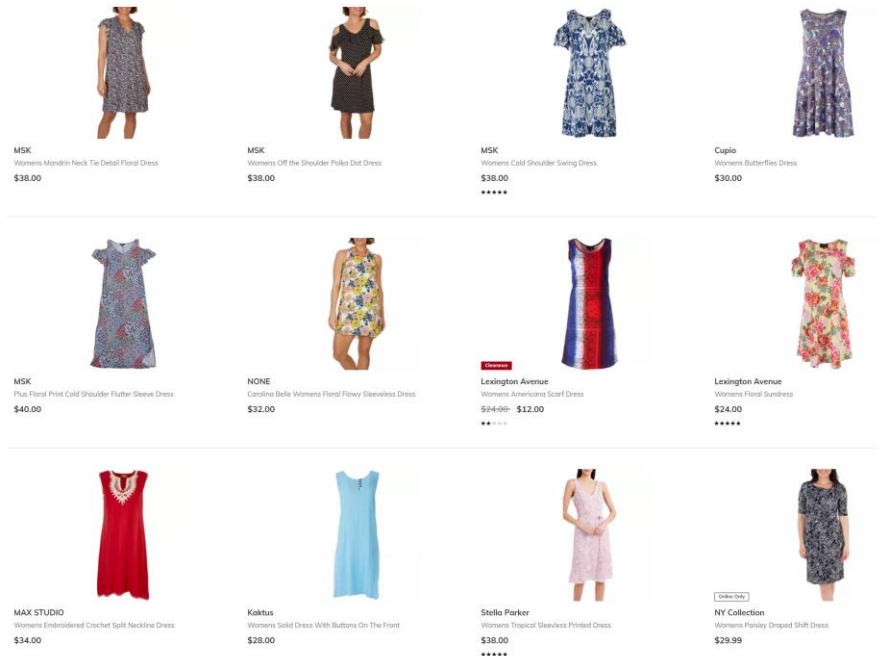 MSK
Womens Mandrin Neck Tie Detail Floral Dress
$38.00
MSK
Womens Off the Shoulder Polka Dot Dress
$38.00
MSK
Womens Cold Shoulder Swing Dress
$38.00
★★★★★
Cupio
Womens Butterflies Dress
$30.00
MSK
Plus Floral Print Cold Shoulder Flutter Sleeve Dress
$40.00
NONE
Carolina Belle Womens Floral Flowy Sleeveless Dress
$32.00
Clearance
Lexington Avenue
Womens Americana Scarf Dress
$24.00 $12.00
★★★★★
Lexington Avenue
Womens Floral Sundress
$24.00
★★★★★
MAX STUDIO
Womens Embroidered Crochet Split Neckline Dress
$34.00
Kaktus
Womens Solid Dress With Buttons On The Front
$28.00
Stella Parker
Womens Tropical Sleevless Printed Dress
$38.00
★★★★★
Online Only
NY Collection
Womens Paisley Draped Shift Dress
$29.99